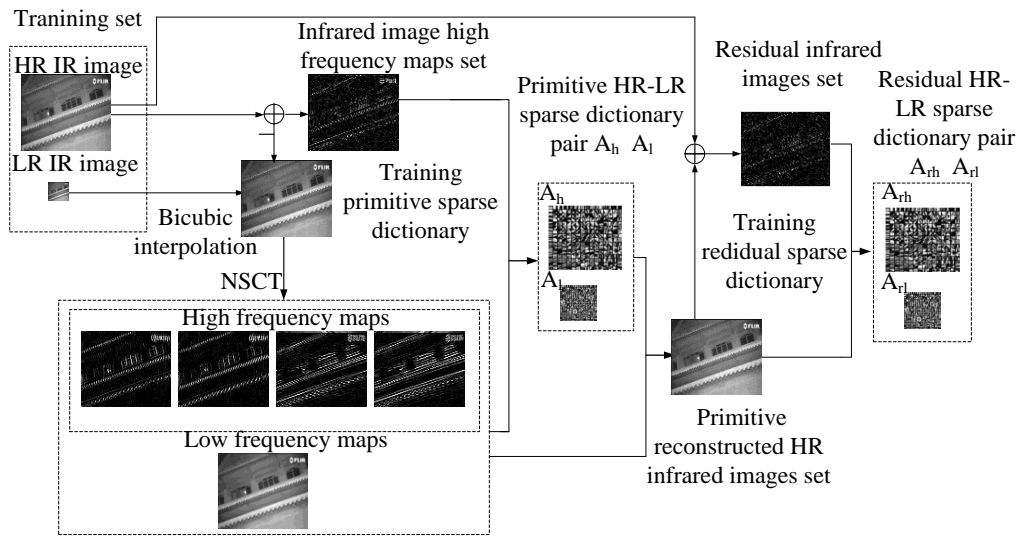 Tranining set
HR IR image
LR IR image
Infrared image high
frequency maps set
Bicubic
interpolation
Training
primitive sparse
dictionary
NSCT
High frequency maps
Low frequency maps
Primitive HR-LR
sparse dictionary
pair Aₕ Aₗ
Aₕ
Aₗ
Residual infrared
images set
Training
redidual sparse
dictionary
Primitive
reconstructed HR
infrared images set
Residual HR-
LR sparse
dictionary pair
Aᵣₕ Aᵣₗ
Aᵣₕ
Aᵣₗ